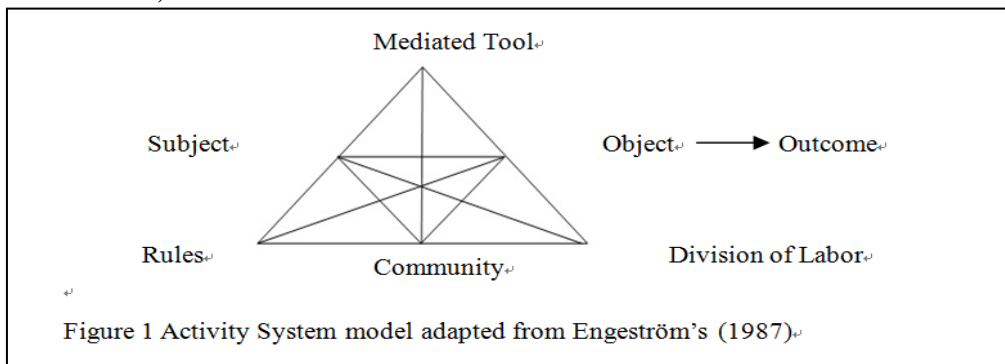 Mediated Tool
Subject
Object
Outcome
Rules
Community
Division of Labor
Figure 1 Activity System model adapted from Engeström’s (1987)